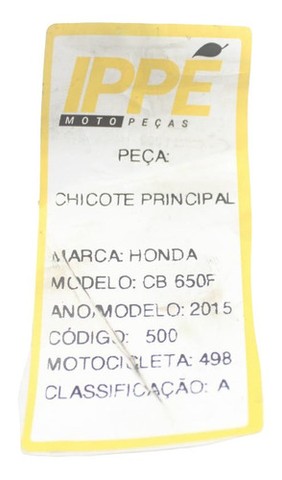 IPPÊ
MOTO PEÇAS
PEÇA:
CHICOTE PRINCIPAL
MARCA: HONDA
MODELO: CB 650F
ANO/MODELO: 2015
CÓDIGO: 500
MOTOCICLETA: 498
CLASSIFICAÇÃO: A